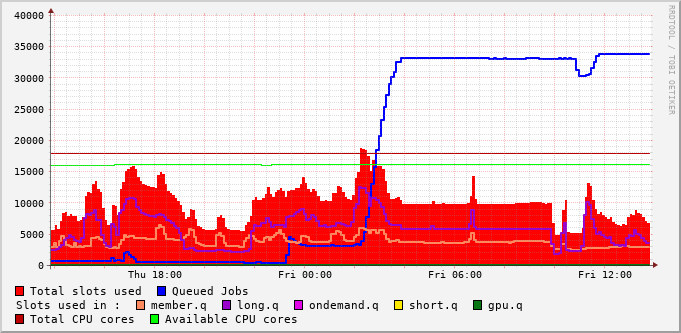 RRDTOOL / TOBI OETIKER
40000
35000
30000
25000
20000
15000
10000
5000
0
Thu 18:00 Fri 00:00 Fri 06:00 Fri 12:00
Total slots used Queued Jobs
Slots used in : member.q long.q ondemand.q short.q gpu.q
Total CPU cores Available CPU cores